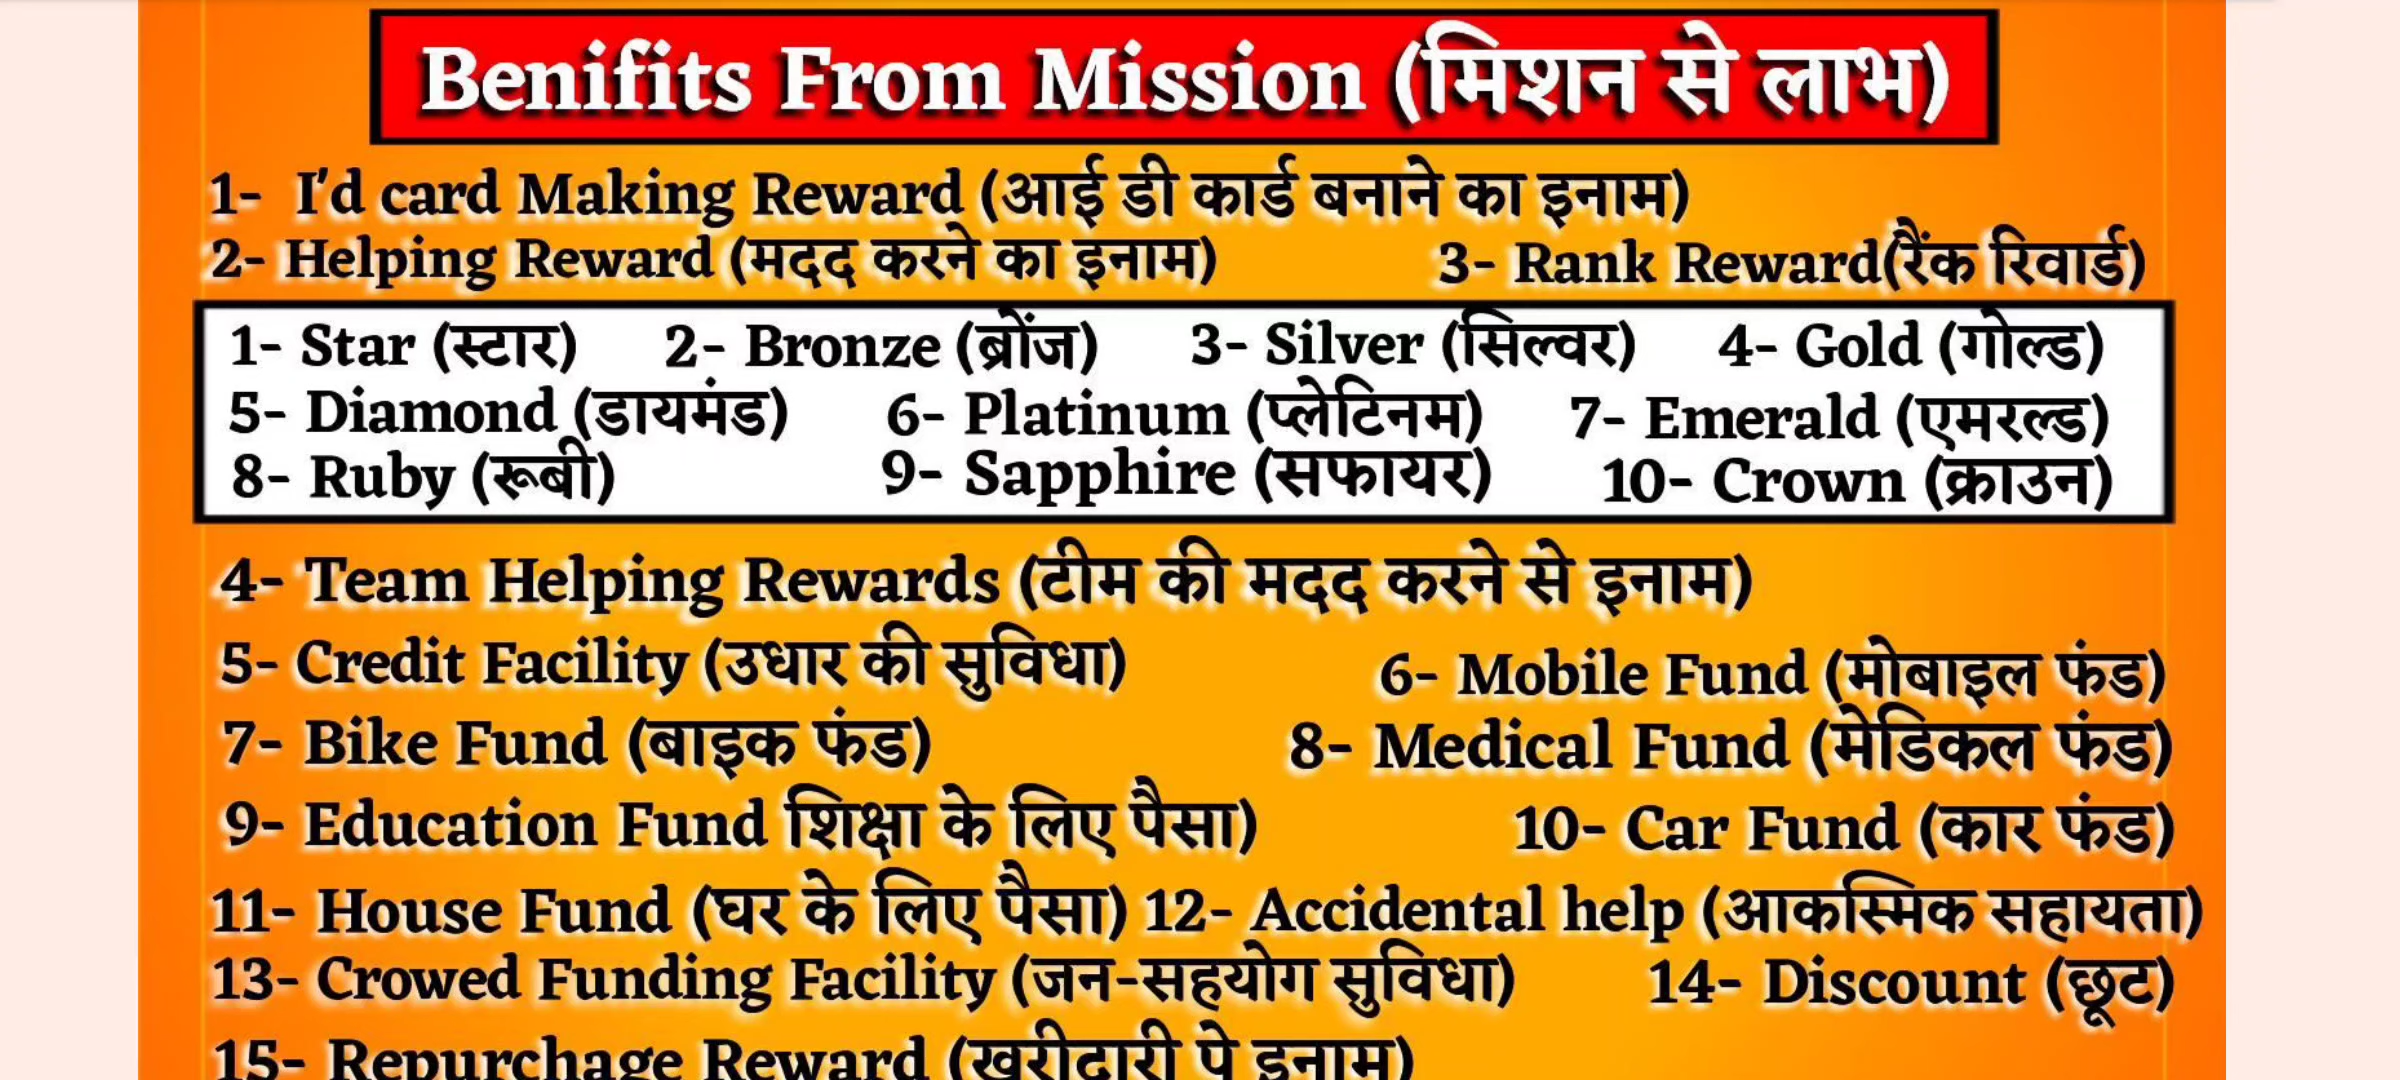 Benifits From Mission (मिशन से लाभ)
1- I'd card Making Reward (आई डी कार्ड बनाने का इनाम)
2- Helping Reward (मदद करने का इनाम) 3- Rank Reward(रैंक रिवार्ड)
1- Star (स्टार) 2- Bronze (ब्रोंज) 3- Silver (सिल्वर) 4- Gold (गोल्ड)
5- Diamond (डायमंड) 6- Platinum (प्लेटिनम) 7- Emerald (एमरल्ड)
8- Ruby (रूबी) 9- Sapphire (सफायर) 10- Crown (क्राउन)
4- Team Helping Rewards (टीम की मदद करने से इनाम)
5- Credit Facility (उधार की सुविधा) 6- Mobile Fund (मोबाइल फंड)
7- Bike Fund (बाइक फंड) 8- Medical Fund (मेडिकल फंड)
9- Education Fund शिक्षा के लिए पैसा) 10- Car Fund (कार फंड)
11- House Fund (घर के लिए पैसा) 12- Accidental help (आकस्मिक सहायता)
13- Crowed Funding Facility (जन-सहयोग सुविधा) 14- Discount (छूट)
15- Repurchage Reward (खरीदारी पे इनाम)